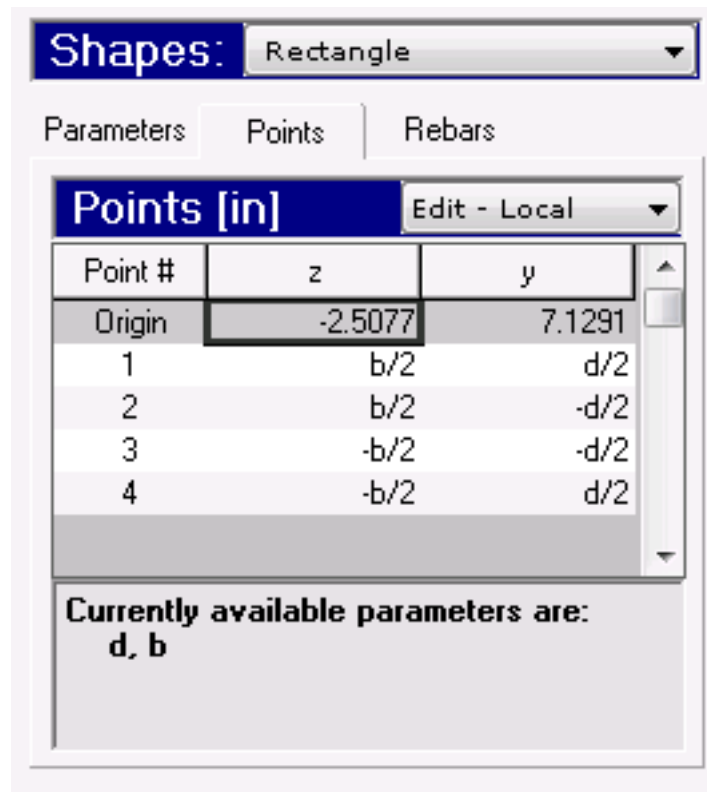 Shapes: Rectangle
Parameters Points Rebars
Points [in] Edit - Local
Point # z y
Origin -2.5077 7.1291
1 b/2 d/2
2 b/2 -d/2
3 -b/2 -d/2
4 -b/2 d/2
Currently available parameters are:
d, b